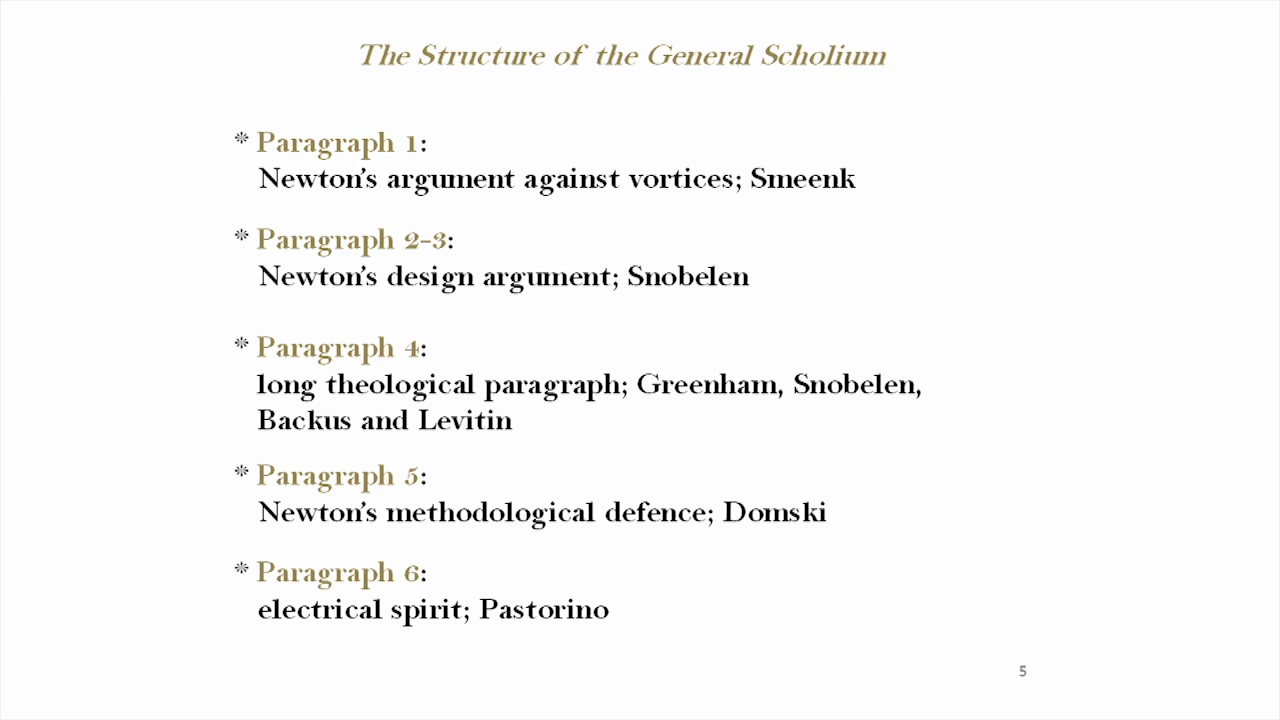 The Structure of the General Scholium
* Paragraph 1:
Newton's argument against vortices; Smeenk
* Paragraph 2-3:
Newton's design argument; Snobelen
* Paragraph 4:
long theological paragraph; Greenham, Snobelen,
Backus and Levitin
* Paragraph 5:
Newton's methodological defence; Domski
* Paragraph 6:
electrical spirit; Pastorino
5